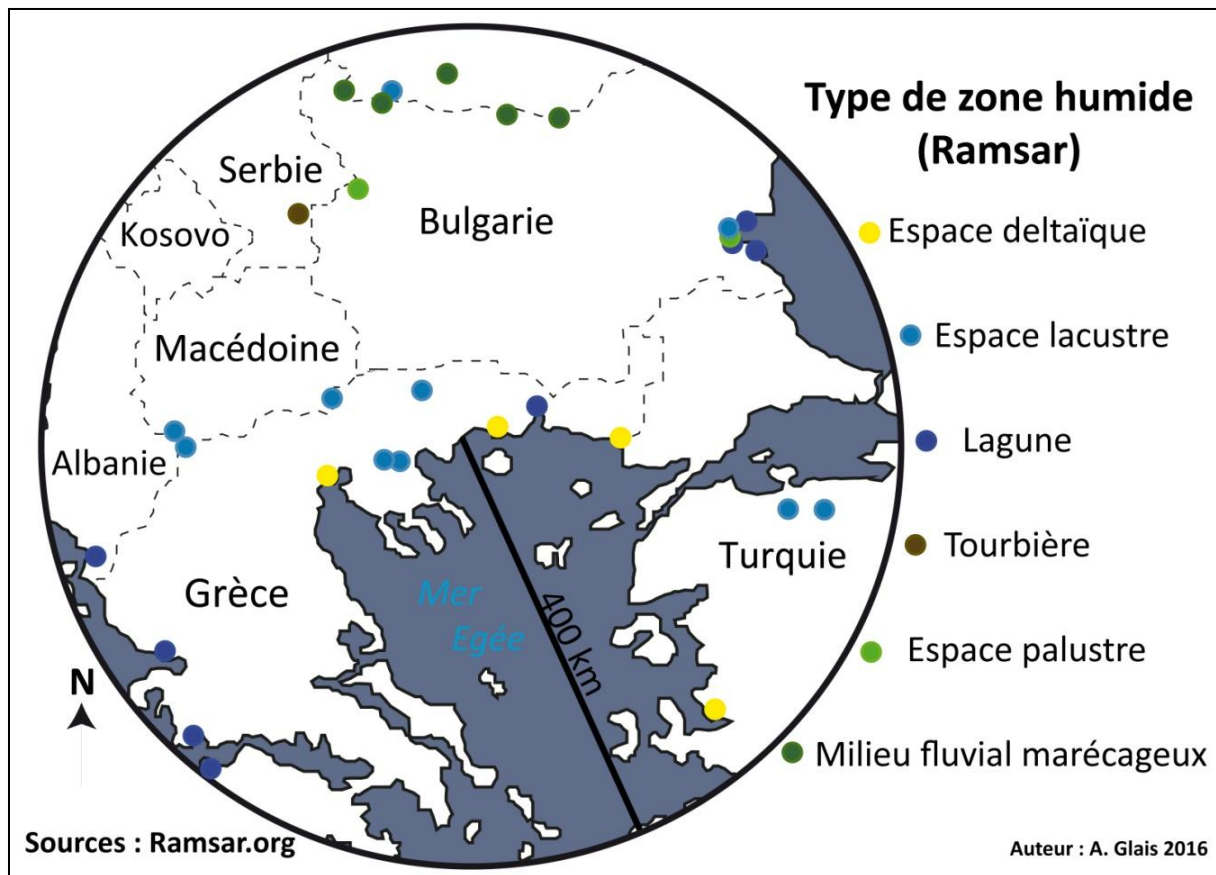 Type de zone humide
(Ramsar)
Espace deltaïque
Espace lacustre
Lagune
Tourbière
Espace palustre
Milieu fluvial marécageux
Serbie
Kosovo
Bulgarie
Macédoine
Albanie
Grèce
Turquie
Mer
Egée
400 km
N
Sources : Ramsar.org
Auteur : A. Glais 2016